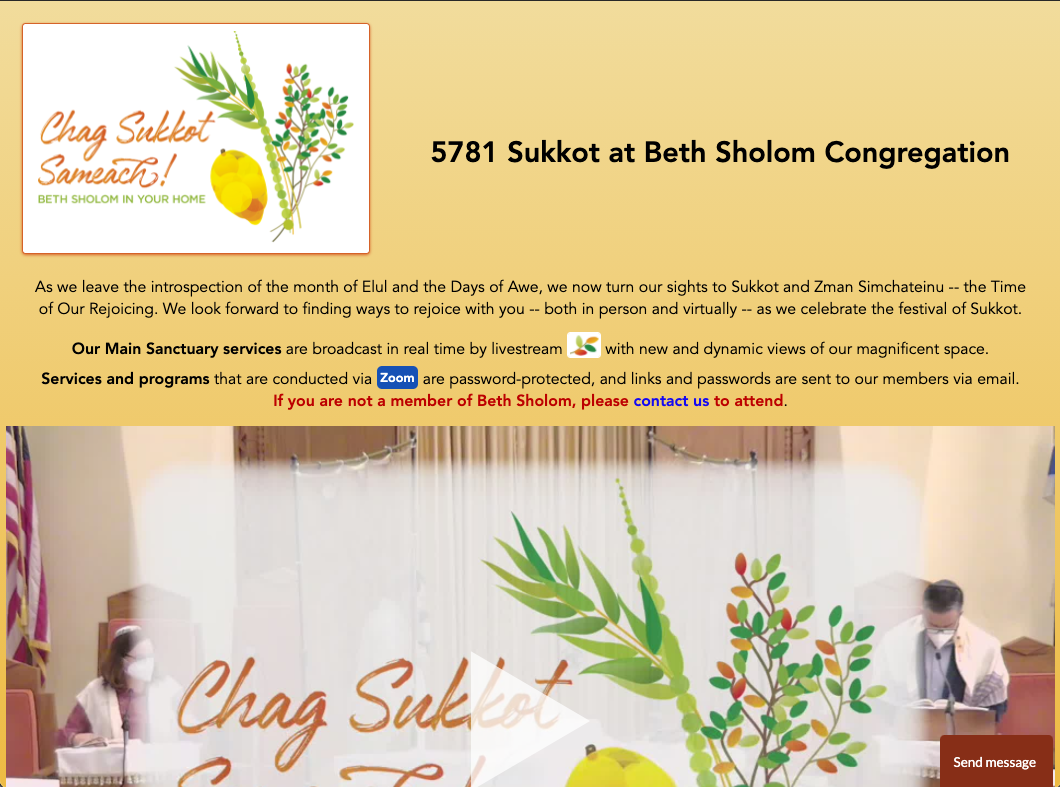 Chag Sukkot
Sameach!
BETH SHOLOM IN YOUR HOME
5781 Sukkot at Beth Sholom Congregation
As we leave the introspection of the month of Elul and the Days of Awe, we now turn our sights to Sukkot and Zman Simchateinu -- the Time
of Our Rejoicing. We look forward to finding ways to rejoice with you -- both in person and virtually -- as we celebrate the festival of Sukkot.
Our Main Sanctuary services are broadcast in real time by livestream with new and dynamic views of our magnificent space.
Services and programs that are conducted via Zoom are password-protected, and links and passwords are sent to our members via email.
If you are not a member of Beth Sholom, please contact us to attend.
Chag Sukkot
Send message